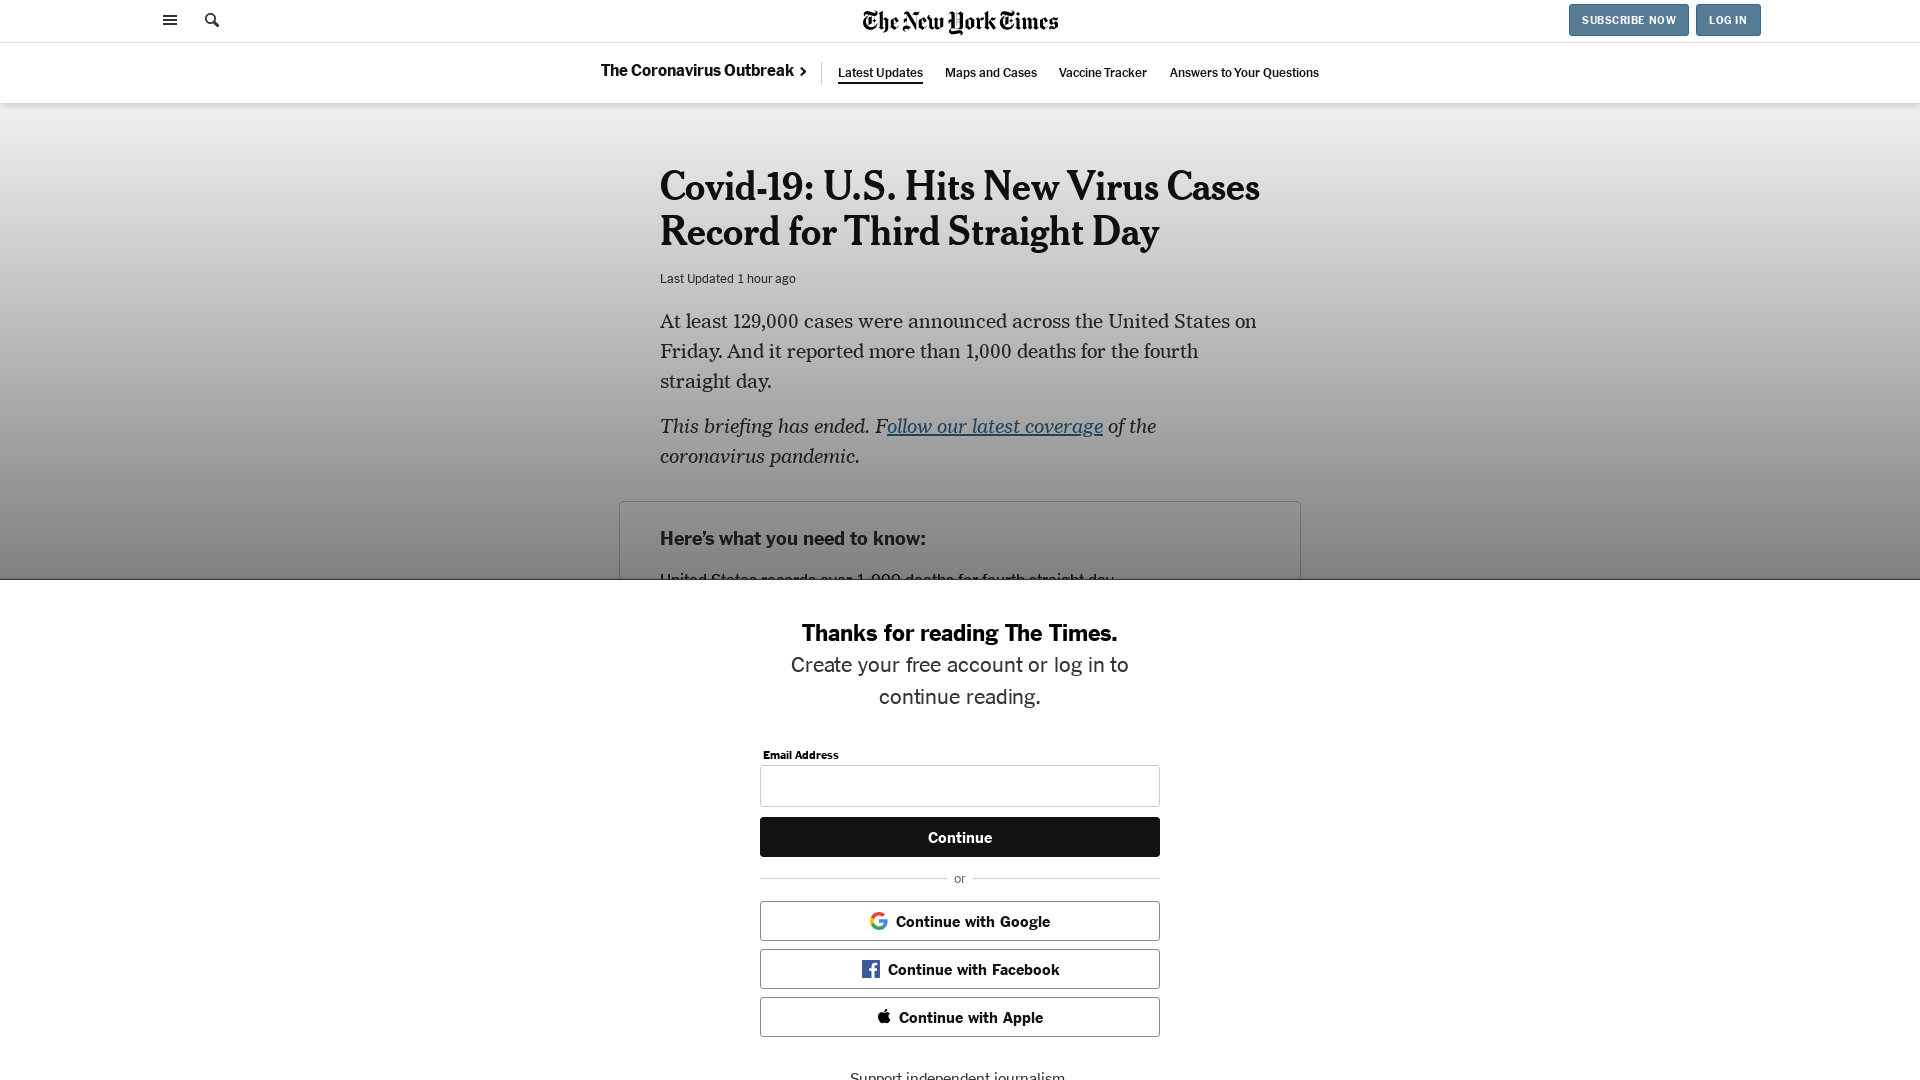 The New York Times
SUBSCRIBE NOW
LOG IN
The Coronavirus Outbreak
Latest Updates
Maps and Cases
Vaccine Tracker
Answers to Your Questions
Covid-19: U.S. Hits New Virus Cases
Record for Third Straight Day
Last Updated 1 hour ago
At least 129,000 cases were announced across the United States on
Friday. And it reported more than 1,000 deaths for the fourth
straight day.
This briefing has ended. Follow our latest coverage of the
coronavirus pandemic.
Here’s what you need to know:
United States records over 1,000 deaths for fourth straight day
Thanks for reading The Times.
Create your free account or log in to
continue reading.
Email Address
Continue
or
Continue with Google
Continue with Facebook
Continue with Apple
Support independent journalism